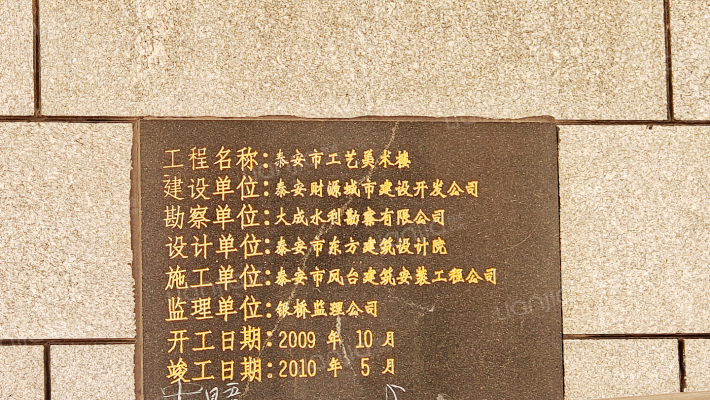 工程名称:泰安市工艺美术楼
建设单位:泰安财源城市建设开发公司
勘察单位:大成水利勘察有限公司
设计单位:泰安市东方建筑设计院
施工单位:泰安市风台建筑安装工程公司
监理单位:银桥监理公司
开工日期:2009 年 10 月
竣工日期:2010 年 5 月